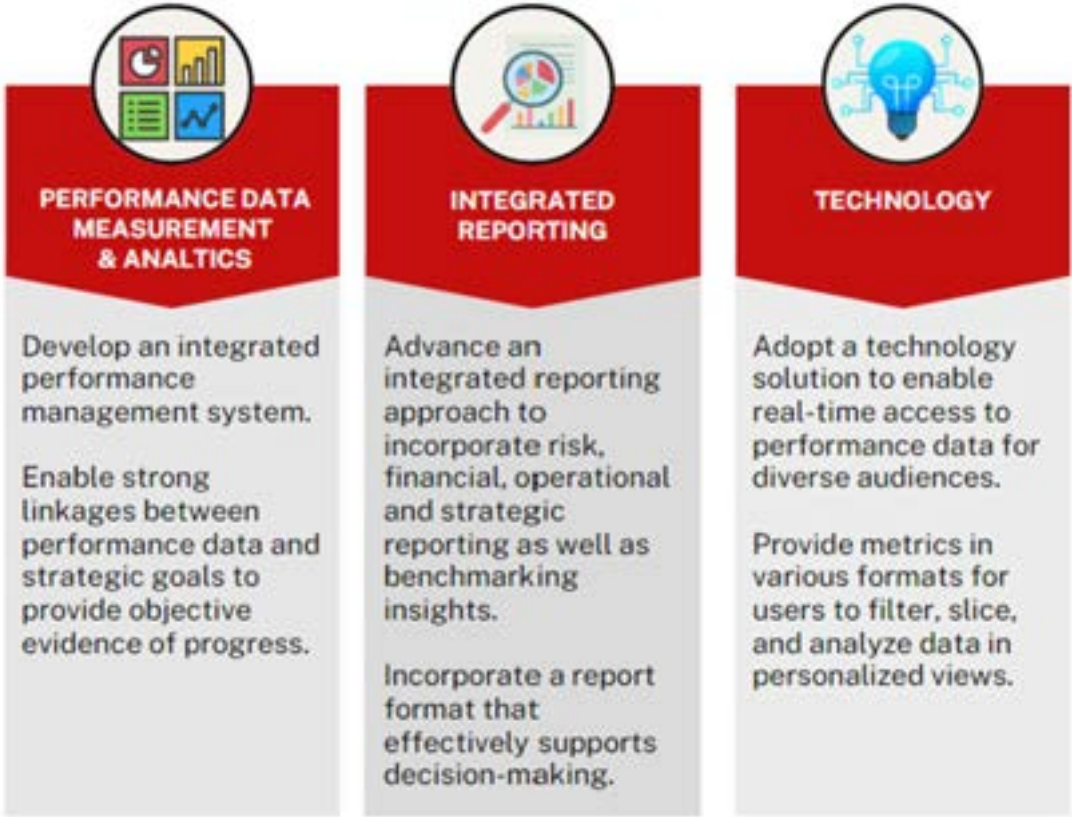 PERFORMANCE DATA
MEASUREMENT
& ANALTICS
Develop an integrated
performance
management system.
Enable strong
linkages between
performance data and
strategic goals to
provide objective
evidence of progress.
INTEGRATED
REPORTING
Advance an
integrated reporting
approach to
incorporate risk,
financial, operational
and strategic
reporting as well as
benchmarking
insights.
Incorporate a report
format that
effectively supports
decision-making.
TECHNOLOGY
Adopt a technology
solution to enable
real-time access to
performance data for
diverse audiences.
Provide metrics in
various formats for
users to filter, slice,
and analyze data in
personalized views.